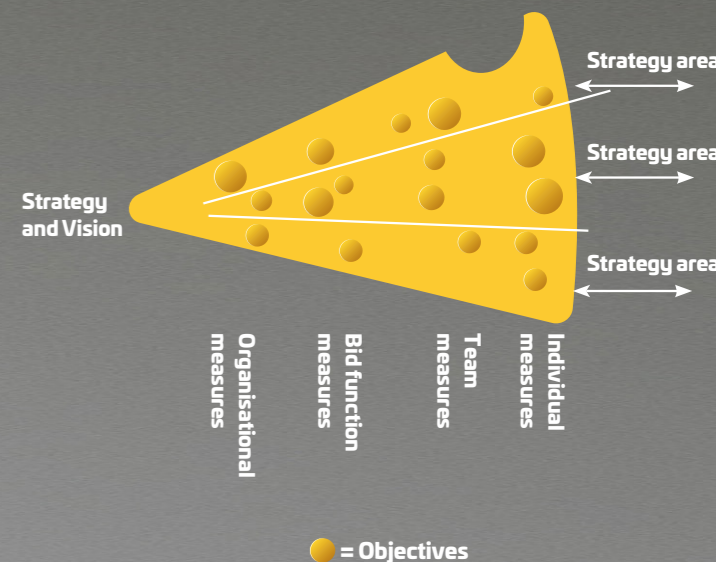 Strategy area
Strategy area
Strategy
and Vision
Strategy area
Organisational
measures
Bid function
measures
Team
measures
Individual
measures
= Objectives